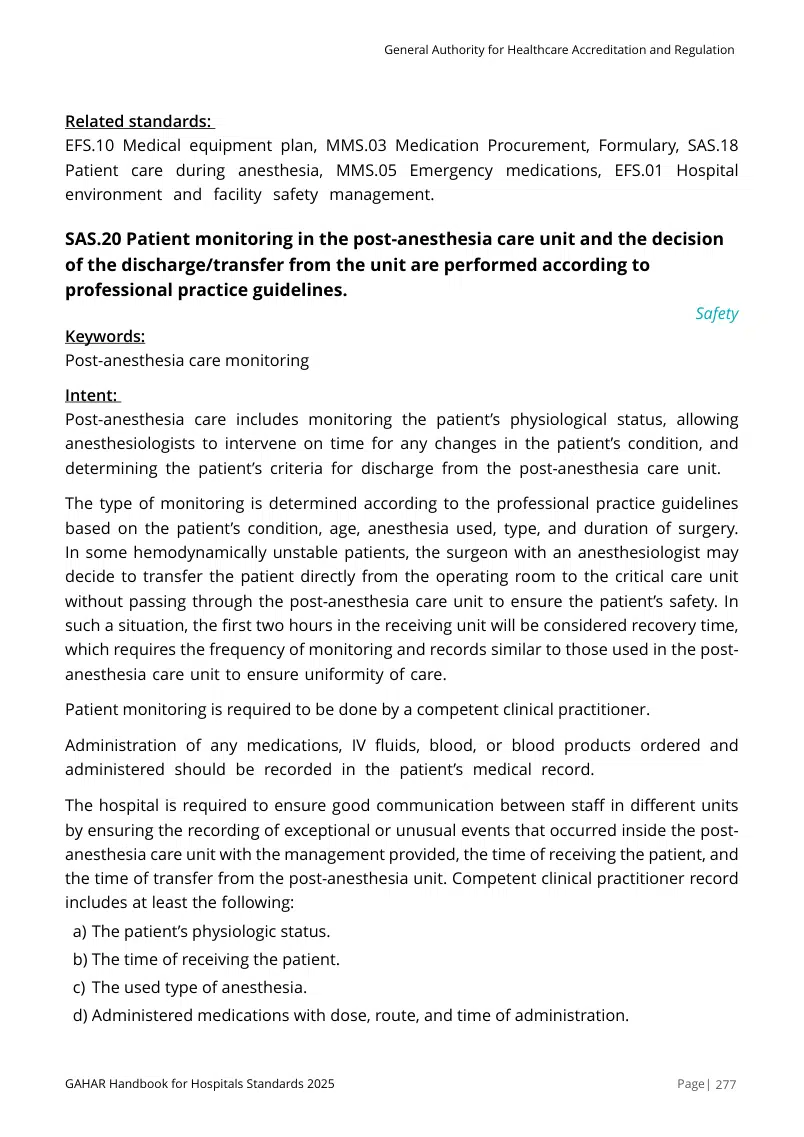 General Authority for Healthcare Accreditation and Regulation
Related standards:
EFS.10 Medical equipment plan, MMS.03 Medication Procurement, Formulary, SAS.18
Patient care during anesthesia, MMS.05 Emergency medications, EFS.01 Hospital
environment and facility safety management.
SAS.20 Patient monitoring in the post-anesthesia care unit and the decision
of the discharge/transfer from the unit are performed according to
professional practice guidelines.
Safety
Keywords:
Post-anesthesia care monitoring
Intent:
Post-anesthesia care includes monitoring the patient’s physiological status, allowing
anesthesiologists to intervene on time for any changes in the patient’s condition, and
determining the patient’s criteria for discharge from the post-anesthesia care unit.
The type of monitoring is determined according to the professional practice guidelines
based on the patient’s condition, age, anesthesia used, type, and duration of surgery.
In some hemodynamically unstable patients, the surgeon with an anesthesiologist may
decide to transfer the patient directly from the operating room to the critical care unit
without passing through the post-anesthesia care unit to ensure the patient’s safety. In
such a situation, the first two hours in the receiving unit will be considered recovery time,
which requires the frequency of monitoring and records similar to those used in the post-
anesthesia care unit to ensure uniformity of care.
Patient monitoring is required to be done by a competent clinical practitioner.
Administration of any medications, IV fluids, blood, or blood products ordered and
administered should be recorded in the patient’s medical record.
The hospital is required to ensure good communication between staff in different units
by ensuring the recording of exceptional or unusual events that occurred inside the post-
anesthesia care unit with the management provided, the time of receiving the patient, and
the time of transfer from the post-anesthesia unit. Competent clinical practitioner record
includes at least the following:
a) The patient’s physiologic status.
b) The time of receiving the patient.
c) The used type of anesthesia.
d) Administered medications with dose, route, and time of administration.
GAHAR Handbook for Hospitals Standards 2025
Page| 277